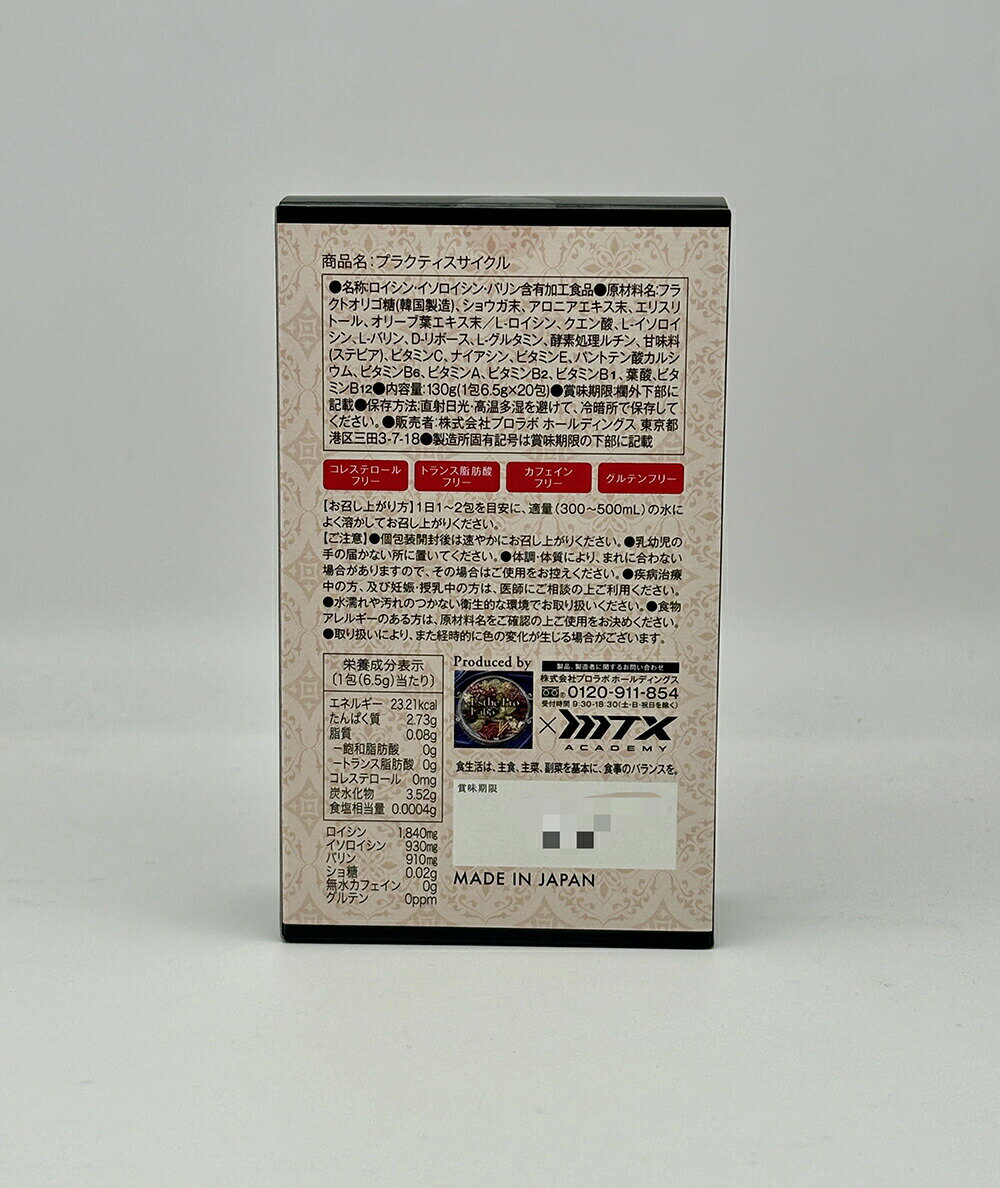 商品名：プラクティスサイクル
●名称:ロイシン・イソロイシン・バリン含有加工食品●原材料名:フラ
クトオリゴ糖(韓国製造)、ショウガ末、アロニアエキス末、エリスリ
トール、オリーブ葉エキス末／L-ロイシン、クエン酸、L-イソロイ
シン、L-バリン、D-リボース、L-グルタミン、酵素処理ルチン、甘味料
(ステビア)、ビタミンC、ナイアシン、ビタミンE、パントテン酸カルシ
ウム、ビタミンB6、ビタミンA、ビタミンB2、ビタミンB1、葉酸、ビ
タミンB12●内容量:130g(1包6.5g×20包)●賞味期限:欄外下部に
記載●保存方法:直射日光・高温多湿を避けて、冷暗所で保存して
ください。●販売者:株式会社プロラボ ホールディングス 東京都
港区三田3-7-18●製造所固有記号は賞味期限の下部に記載
コレステロール
フリー
トランス脂肪酸
フリー
カフェイン
フリー
グルテンフリー
【お召し上がり方】1日1〜2包を目安に、適量(300〜500mL)の水に
よく溶かしてお召し上がりください。
【ご注意】●個包装開封後は速やかにお召し上がりください。●乳幼児の
手の届かない所に置いてください。●体調・体質により、まれに合わない
場合がありますので、その場合はご使用をお控えください。●疾病治療
中の方、及び妊娠・授乳中の方は、医師にご相談の上ご利用ください。
●水濡れや汚れのつかない衛生的な環境でお取り扱いください。●食物
アレルギーのある方は、原材料名をご確認の上ご使用をお決めください。
●取り扱いにより、また経時的に色の変化が生じる場合がございます。
栄養成分表示
〔1包(6.5g)当たり〕
エネルギー 23.21kcal
たんぱく質 2.73g
脂質 0.08g
－飽和脂肪酸 0g
－トランス脂肪酸 0g
コレステロール 0mg
炭水化物 3.52g
食塩相当量 0.0004g
ロイシン 1,840mg
イソロイシン 930mg
バリン 910mg
ショ糖 0.02g
無水カフェイン 0g
グルテン 0ppm
Produced by
製品、製造者に関するお問い合わせ
株式会社プロラボ ホールディングス
0120-911-854
受付時間 9:30-18:30(土・日・祝日を除く)
×MTX
ACADEMY
食生活は、主食、主菜、副菜を基本に、食事のバランスを。
賞味期限
MADE IN JAPAN